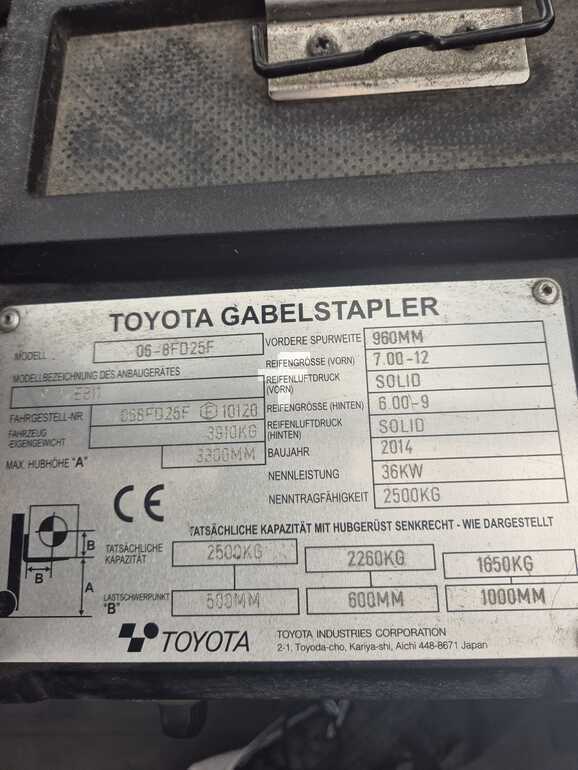 TOYOTA GABELSTAPLER
MODELL 06-8FD25F
MODELLBEZEICHNUNG DES ANBAUGERÄTES
FAHRGESTELL-NR. 068FD25F E 10120
FAHRZEUG -EIGENGEWICHT 3910KG
MAX. HUBHÖHE "A" 3300MM
VORDERE SPURWEITE 960MM
REIFENGRÖSSE (VORN) 7.00-12
REIFENLUFTDRUCK (VORN) SOLID
REIFENGRÖSSE (HINTEN) 6.00-9
REIFENLUFTDRUCK (HINTEN) SOLID
BAUJAHR 2014
NENNLEISTUNG 36KW
NENNTRAGFÄHIGKEIT 2500KG
CE
B
B
A
TATSÄCHLICHE KAPAZITÄT MIT HUBGERÜST SENKRECHT - WIE DARGESTELLT
TATSÄCHLICHE KAPAZITÄT 2500KG 2260KG 1650KG
LASTSCHWERPUNKT "B" 500MM 600MM 1000MM
TOYOTA
TOYOTA INDUSTRIES CORPORATION
2-1, Toyoda-cho, Kariya-shi, Aichi 448-8671 Japan